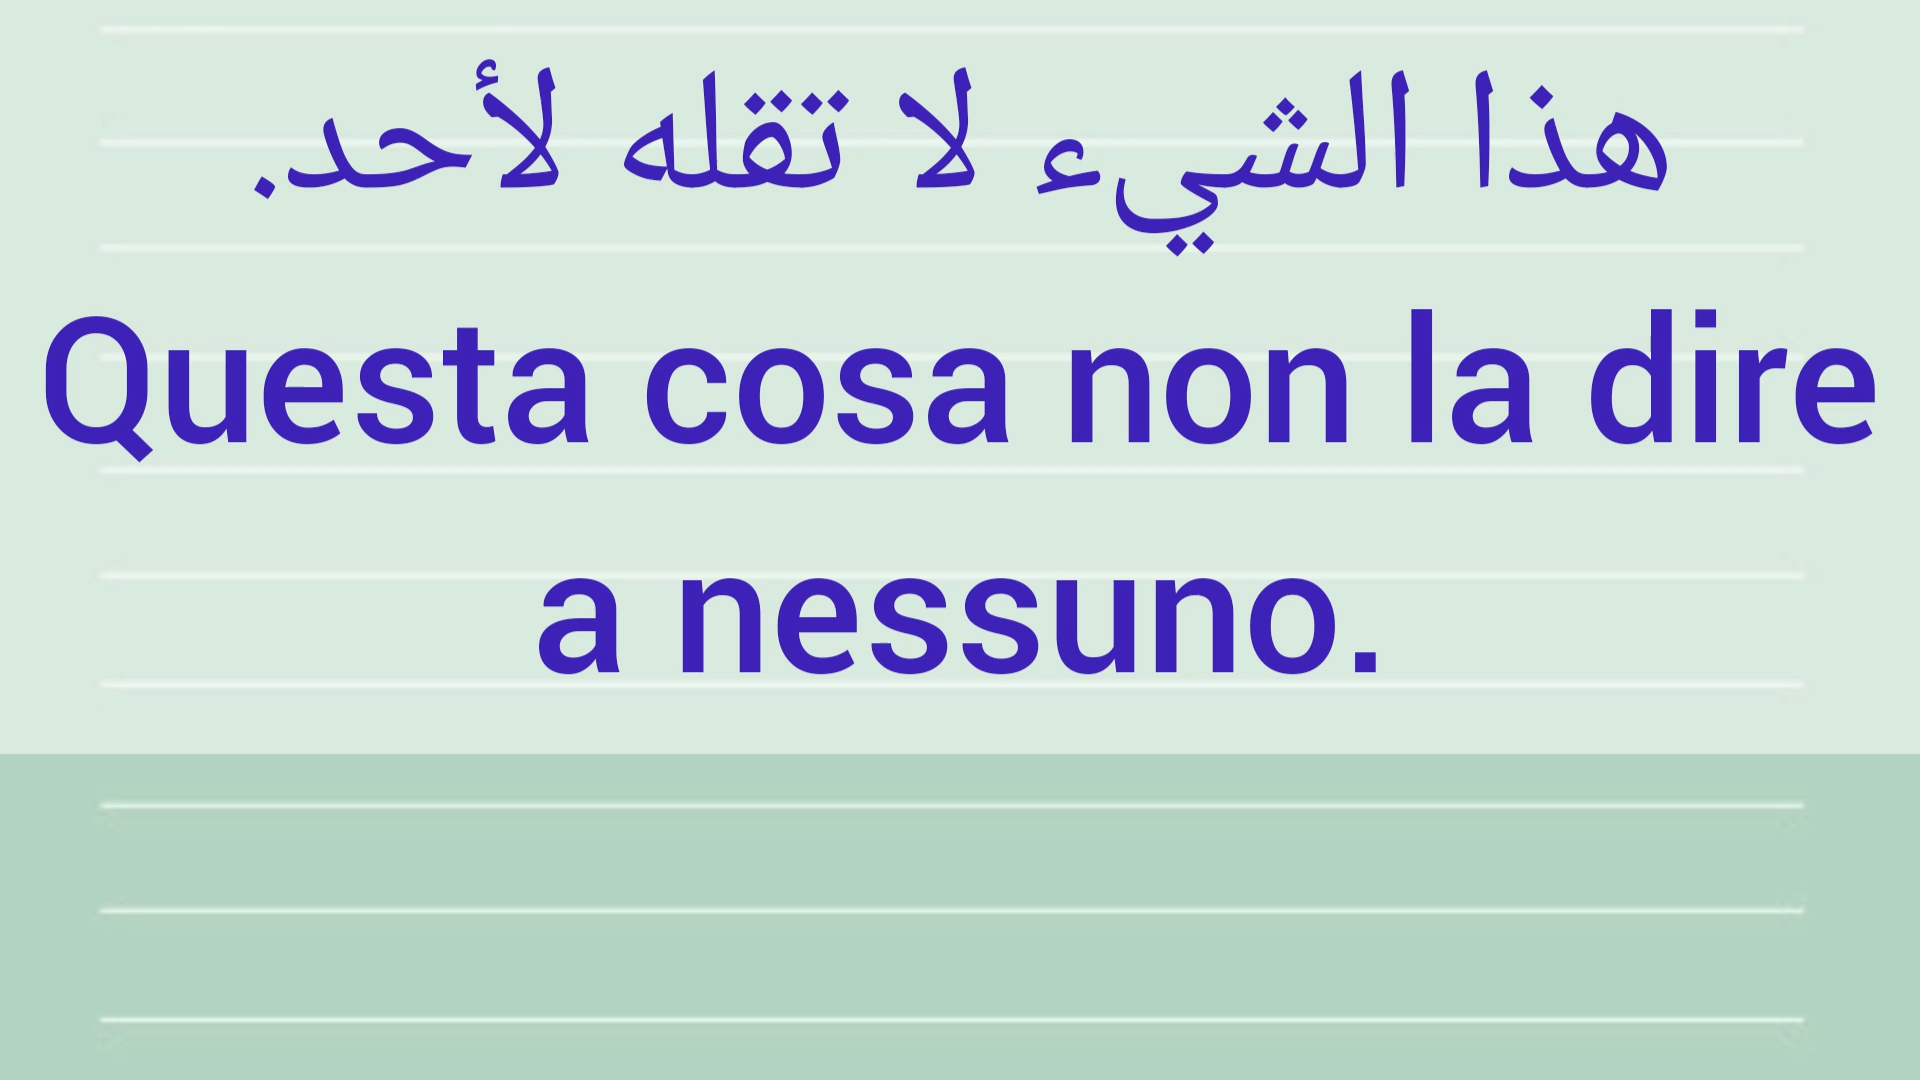 هذا الشيء لا تقله لأحد.
Questa cosa non la dire
a nessuno.